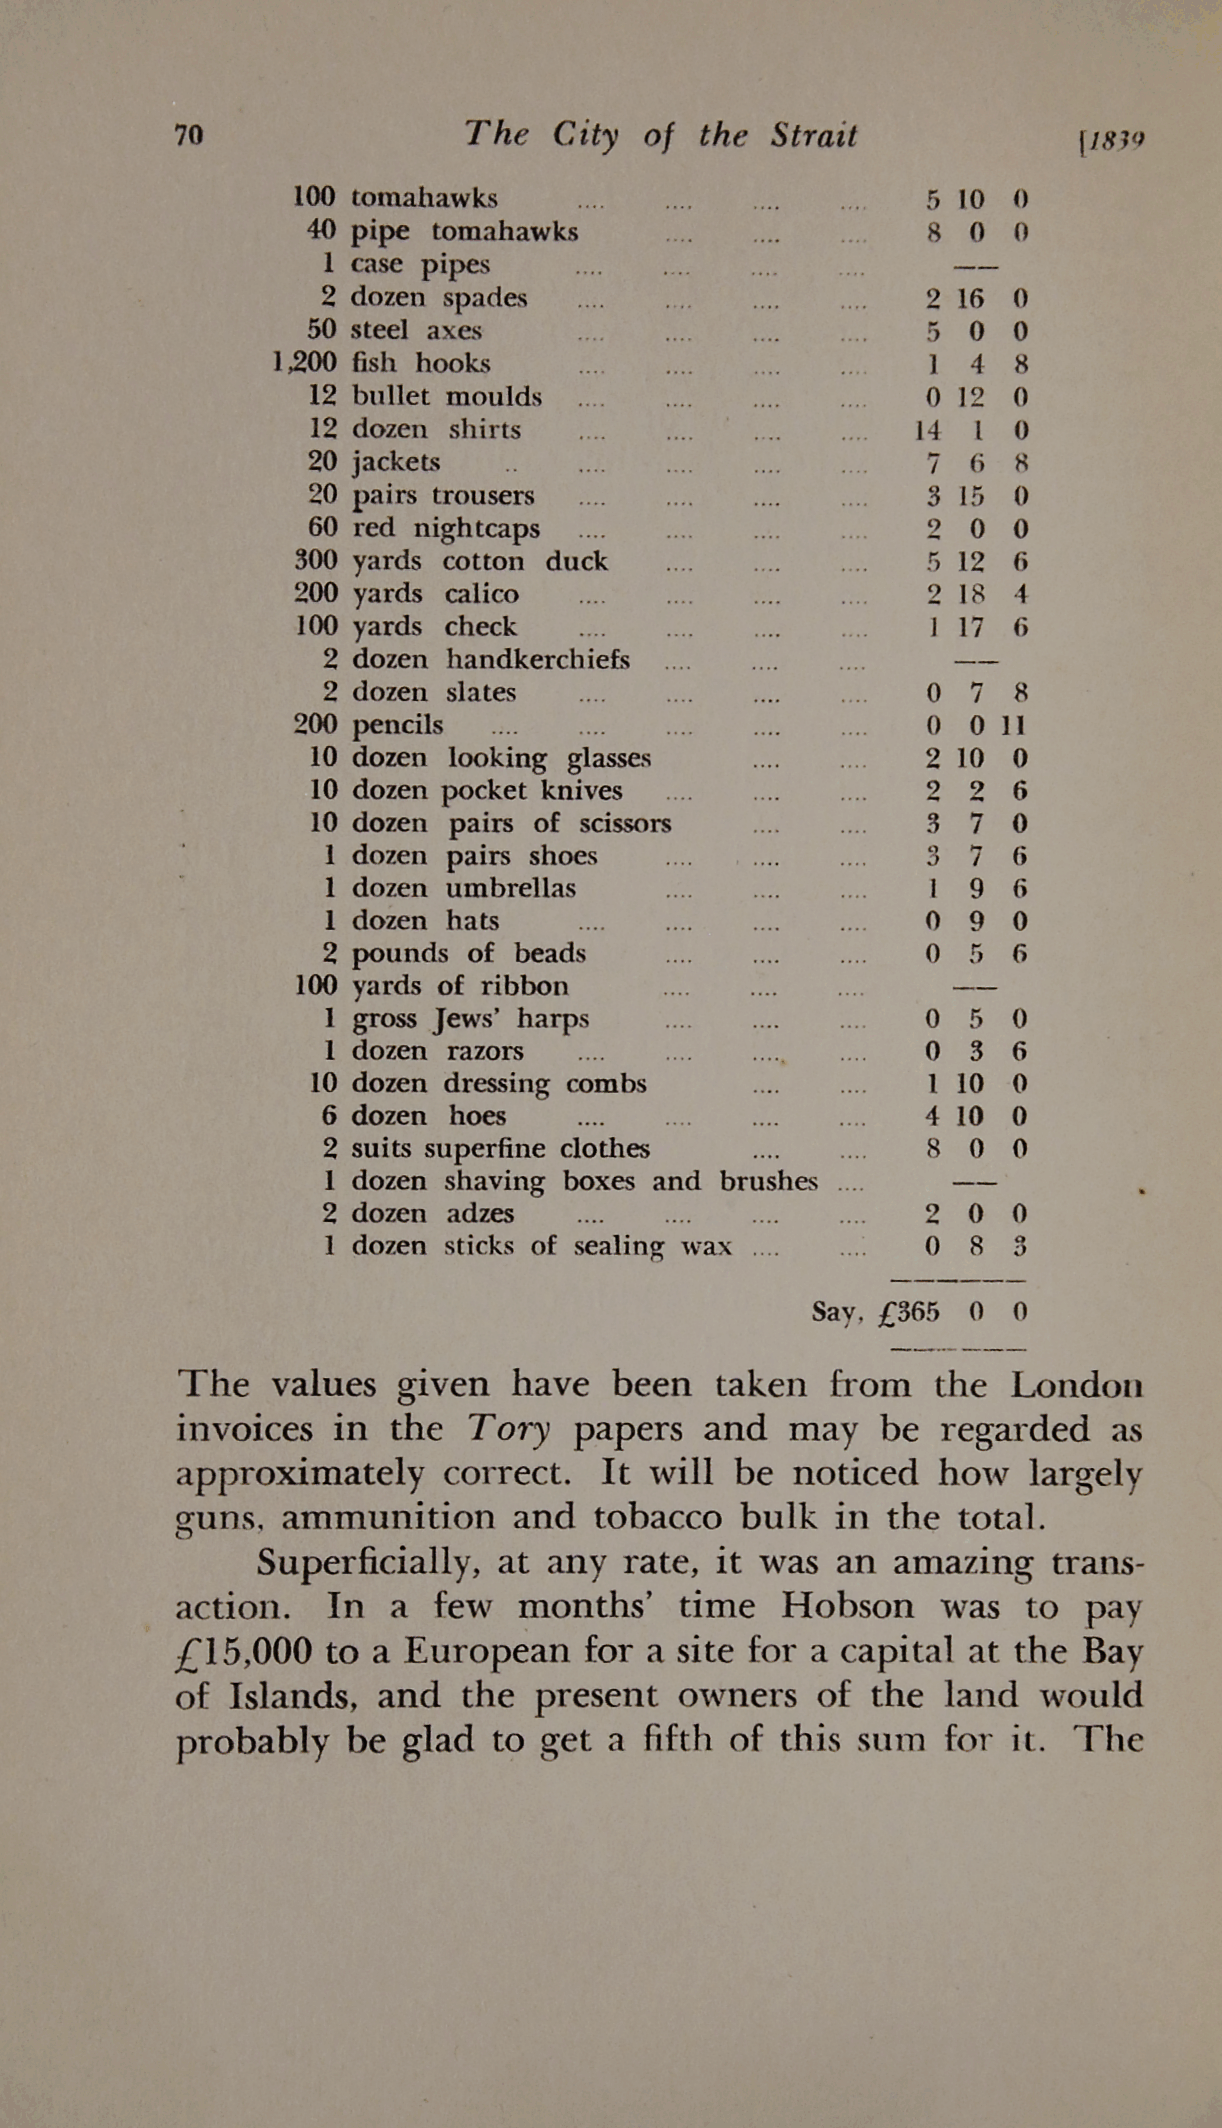 70 The City of the Strait [1839
100 tomahawks .... .... .... .... 5 10 0
40 pipe tomahawks .... .... .... 8 0 0
1 case pipes .... .... .... .... ——
2 dozen spades .... .... .... .... 2 16 0
50 steel axes .... .... .... .... 5 0 0
1,200 fish hooks .... .... .... .... 1 4 8
12 bullet moulds .... .... .... .... 0 12 0
12 dozen shirts .... .... .... .... 14 1 0
20 jackets .. .... .... .... .... 7 6 8
20 pairs trousers .... .... .... .... 3 15 0
60 red nightcaps .... .... .... .... 2 0 0
300 yards cotton duck .... .... .... 5 12 6
200 yards calico .... .... .... .... 2 18 4
100 yards check .... .... .... .... 1 17 6
2 dozen handkerchiefs .... .... .... ——
2 dozen slates .... .... .... .... 0 7 8
200 pencils .... .... .... .... .... 0 0 11
10 dozen looking glasses .... .... 2 10 0
10 dozen pocket knives .... .... .... 2 2 6
10 dozen pairs of scissors .... .... 3 7 0
1 dozen pairs shoes .... .... .... 3 7 6
1 dozen umbrellas .... .... .... 1 9 6
1 dozen hats .... .... .... .... 0 9 0
2 pounds of beads .... .... .... 0 5 6
100 yards of ribbon .... .... .... ——
1 gross Jews' harps .... .... .... 0 5 0
1 dozen razors .... .... .... .... 0 3 6
10 dozen dressing combs .... .... 1 10 0
6 dozen hoes .... .... .... .... 4 10 0
2 suits superfine clothes .... .... 8 0 0
1 dozen shaving boxes and brushes .... ——
2 dozen adzes .... .... .... .... 2 0 0
1 dozen sticks of sealing wax .... .... 0 8 3
Say, £365 0 0
The values given have been taken from the London
invoices in the Tory papers and may be regarded as
approximately correct. It will be noticed how largely
guns, ammunition and tobacco bulk in the total.
Superficially, at any rate, it was an amazing trans-
action. In a few months' time Hobson was to pay
£15,000 to a European for a site for a capital at the Bay
of Islands, and the present owners of the land would
probably be glad to get a fifth of this sum for it. The